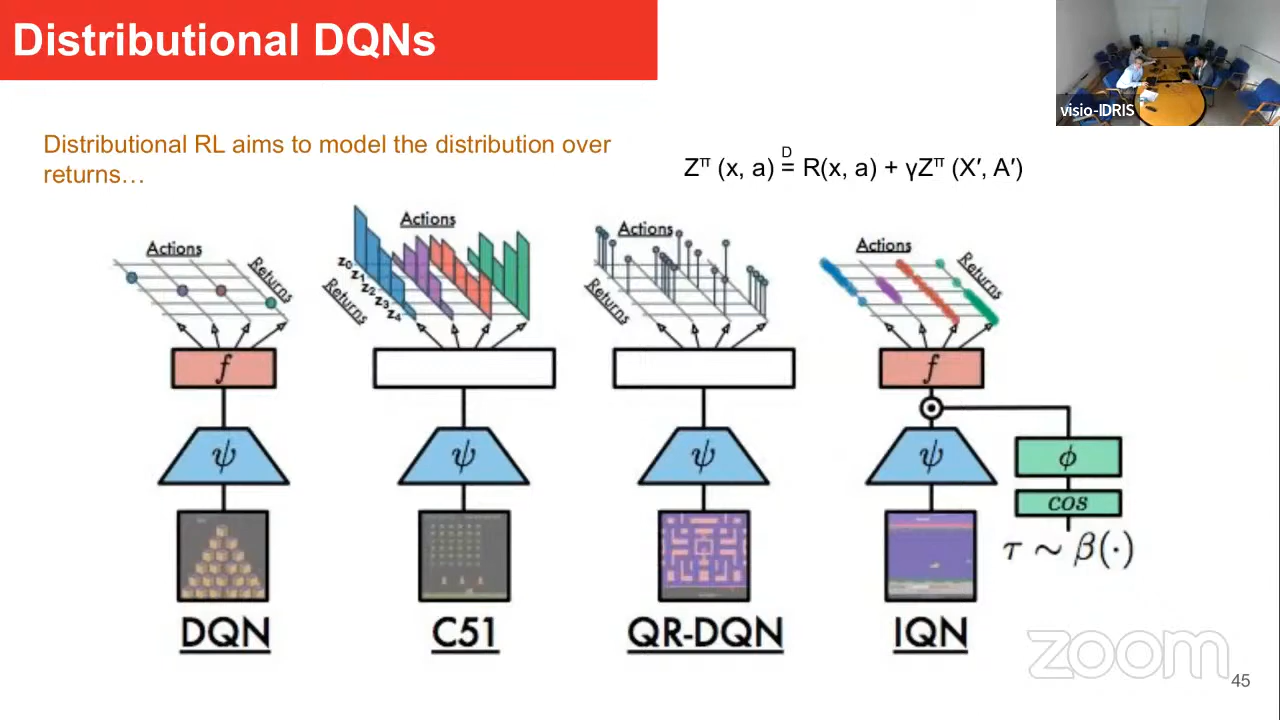 Distributional DQNs
visio-IDRIS
Distributional RL aims to model the distribution over
returns…
Zπ (x, a) D= R(x, a) + γZπ (X′, A′)
Actions
Returns
Actions
z0
z1
z2
z3
z4
Returns
Actions
Returns
Actions
Returns
f
f
ψ
ψ
ψ
ψ
ϕ
cos
τ ~ β(·)
DQN
C51
QR-DQN
IQN
zoom
45